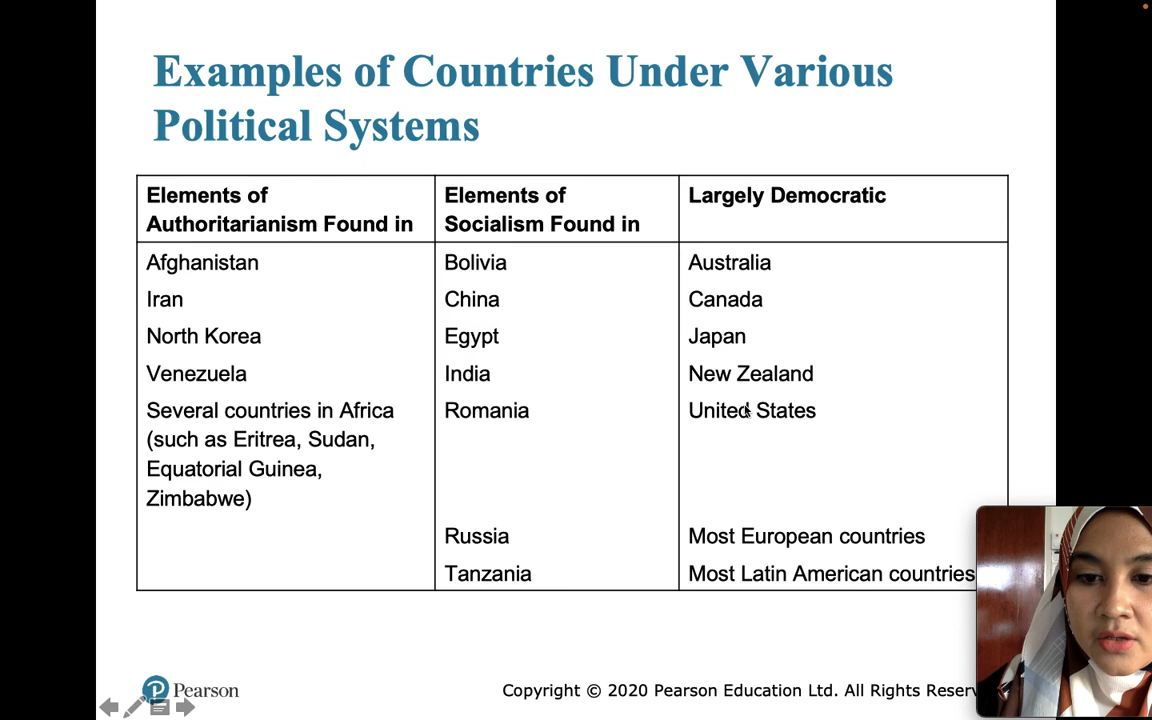 Examples of Countries Under Various
Political Systems
Elements of
Authoritarianism Found in
Elements of
Socialism Found in
Largely Democratic
Afghanistan
Bolivia
Australia
Iran
China
Canada
North Korea
Egypt
Japan
Venezuela
India
New Zealand
Several countries in Africa
(such as Eritrea, Sudan,
Equatorial Guinea,
Zimbabwe)
Romania
United States
Russia
Most European countries
Tanzania
Most Latin American countries
P Pearson
Copyright © 2020 Pearson Education Ltd. All Rights